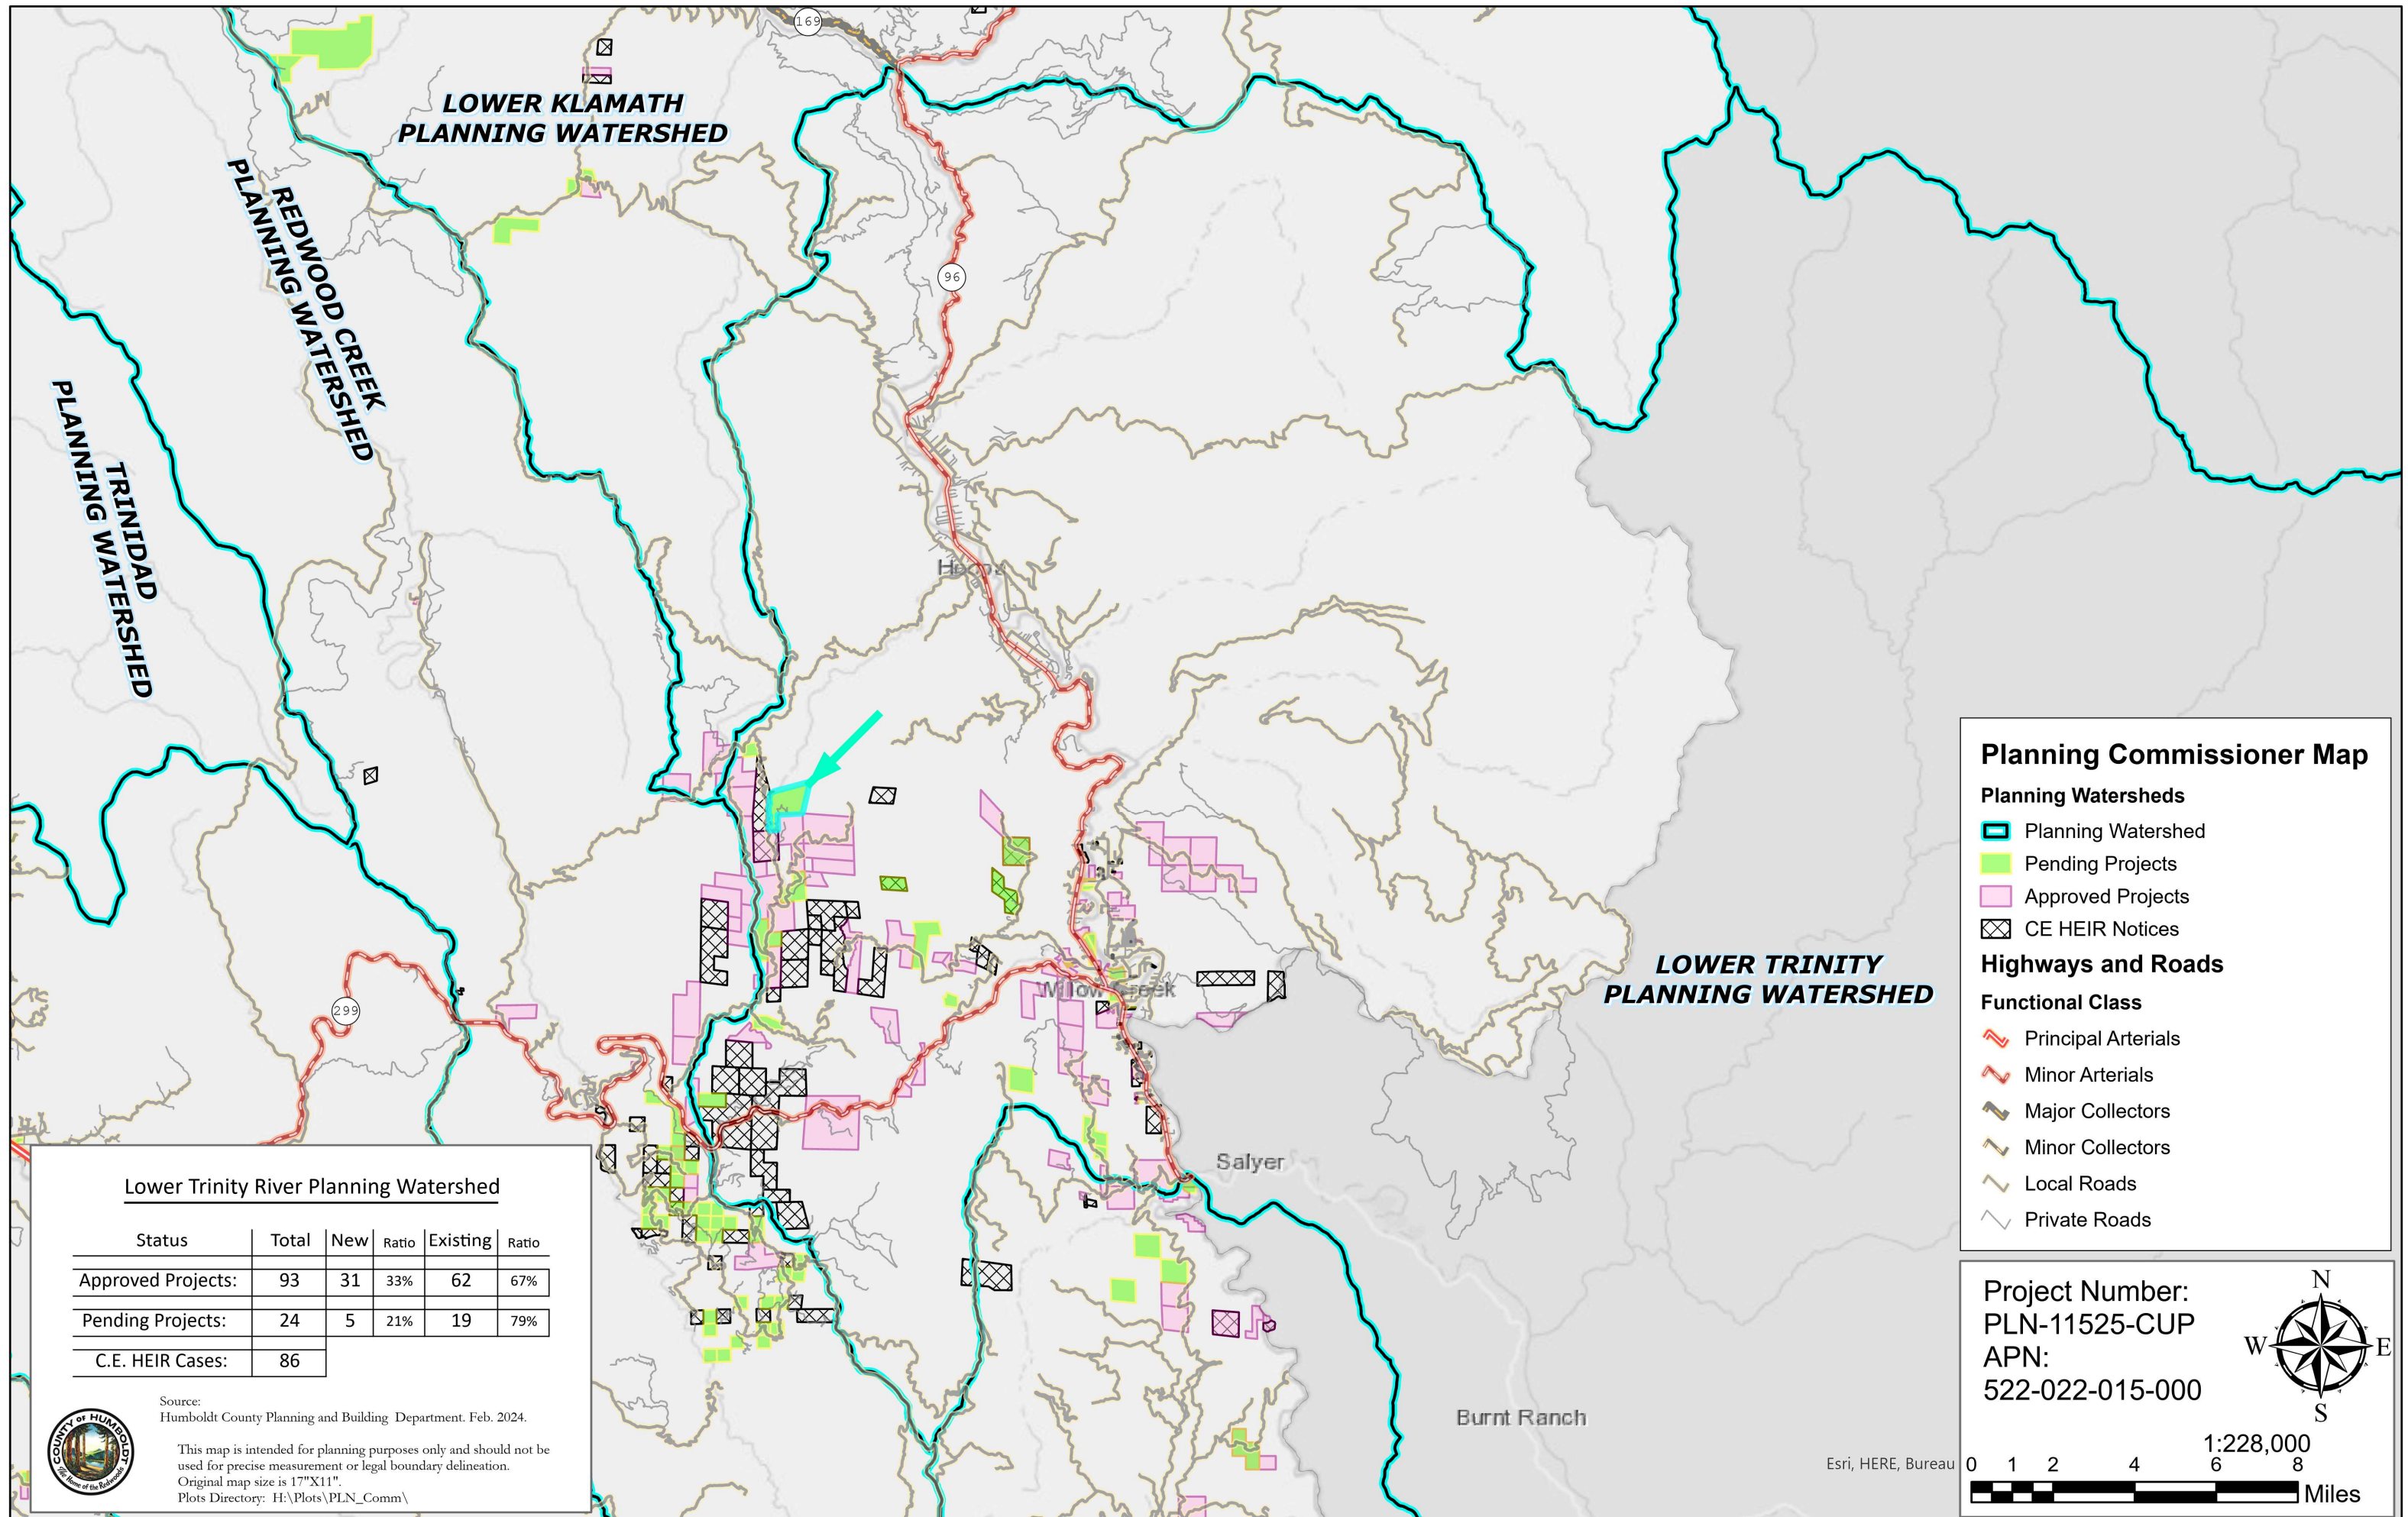 169
LOWER KLAMATH
PLANNING WATERSHED
REDWOOD CREEK
PLANNING WATERSHED
96
TRINIDAD
PLANNING WATERSHED
299
Willow Creek
LOWER TRINITY
PLANNING WATERSHED
Salyer
Burnt Ranch
Esri, HERE, Bureau
Planning Commissioner Map
Planning Watersheds
Planning Watershed
Pending Projects
Approved Projects
CE HEIR Notices
Highways and Roads
Functional Class
Principal Arterials
Minor Arterials
Major Collectors
Minor Collectors
Local Roads
Private Roads
Project Number:
PLN-11525-CUP
APN:
522-022-015-000
N
W E
S
1:228,000
0 1 2 4 6 8
Miles
Lower Trinity River Planning Watershed
Status Total New Ratio Existing Ratio
Approved Projects: 93 31 33% 62 67%
Pending Projects: 24 5 21% 19 79%
C.E. HEIR Cases: 86
Source:
Humboldt County Planning and Building Department. Feb. 2024.
This map is intended for planning purposes only and should not be
used for precise measurement or legal boundary delineation.
Original map size is 17"X11".
Plots Directory: H:\Plots\PLN_Comm\
COUNTY OF HUMBOLDT
The Home of the Redwoods